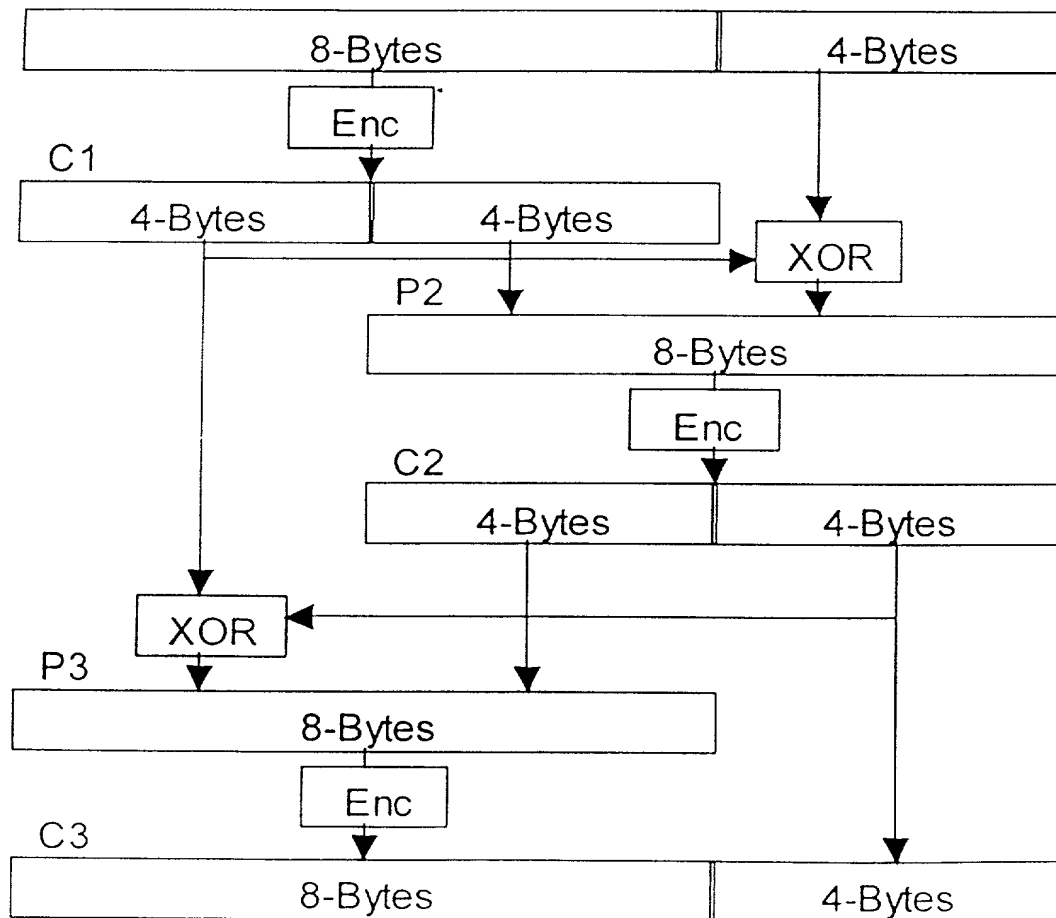 8-Bytes 4-Bytes
Enc
C1
4-Bytes 4-Bytes
XOR
P2
8-Bytes
Enc
C2
4-Bytes 4-Bytes
XOR
P3
8-Bytes
Enc
C3
8-Bytes 4-Bytes